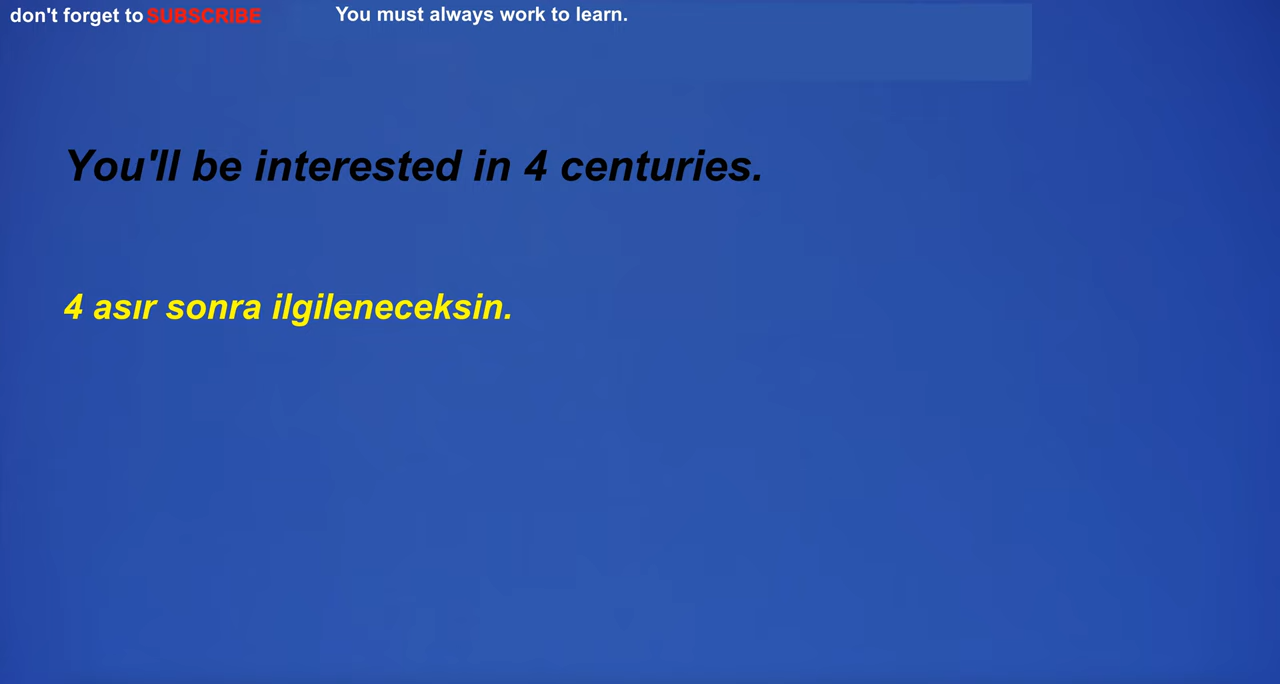 don't forget to SUBSCRIBE
You must always work to learn.
You'll be interested in 4 centuries.
4 asır sonra ilgileneceksin.